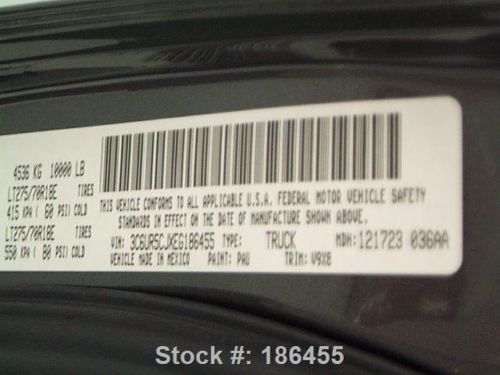 4536 KG 10000 LB
LT275/70R18E TIRES
415 KPA ( 60 PSI) COLD
LT275/70R18E TIRES
550 KPA ( 80 PSI) COLD
THIS VEHICLE CONFORMS TO ALL APPLICABLE U.S.A. FEDERAL MOTOR VEHICLE SAFETY
STANDARDS IN EFFECT ON THE DATE OF MANUFACTURE SHOWN ABOVE.
VIN: 3C6UR5CJXEG186455 TYPE: TRUCK MDH: 121723 036AA
VEHICLE MADE IN MEXICO PAINT: PAU TRIM: V9X8
Stock #: 186455